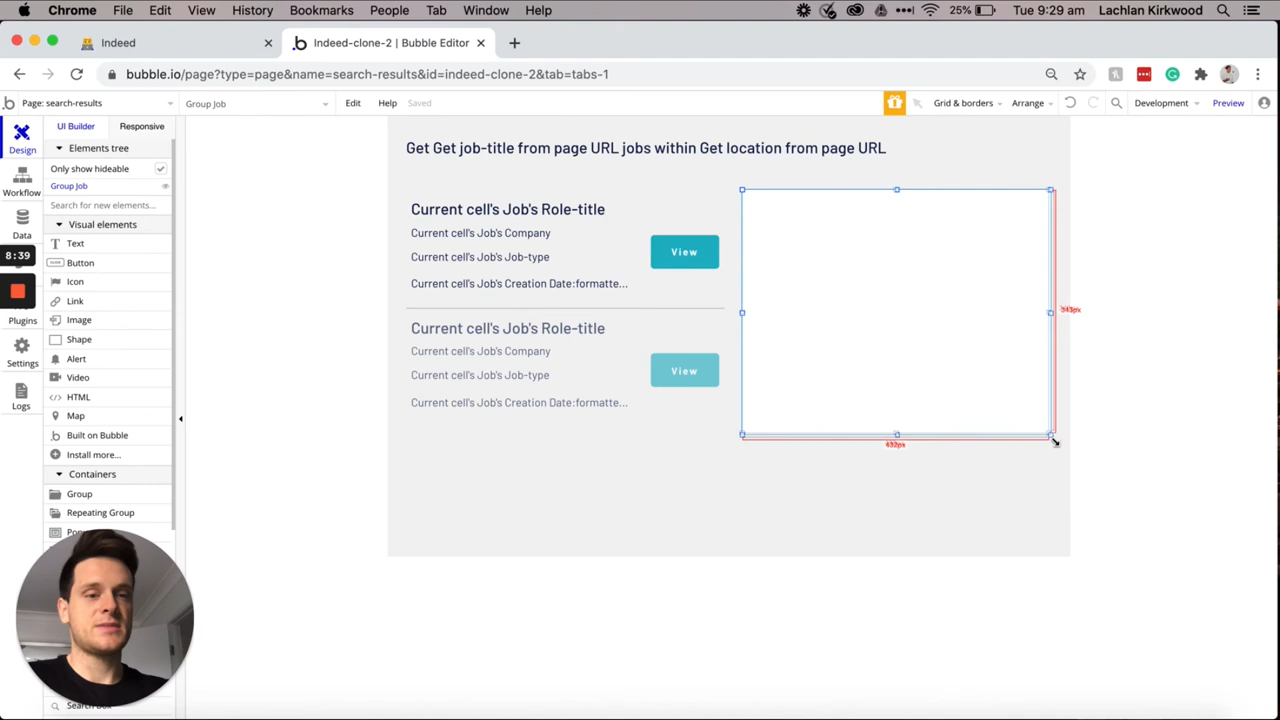 Chrome File Edit View History Bookmarks People Tab Window Help 25% Tue 9:29 am Lachlan Kirkwood
Indeed Indeed-clone-2 | Bubble Editor
bubble.io/page?type=page&name=search-results&id=indeed-clone-2&tab=tabs-1
Page: search-results Group Job Edit Help Saved Grid & borders Arrange Development Preview
Design
UI Builder Responsive
Elements tree
Only show hideable
Group Job
Search for new elements...
Workflow
Visual elements
Text
Data
Button
8:39
Icon
Link
Plugins
Image
Shape
Settings
Alert
Video
Logs
HTML
Map
Built on Bubble
Install more...
Containers
Group
Repeating Group
Search Box
Get Get job-title from page URL jobs within Get location from page URL
Current cell's Job's Role-title
Current cell's Job's Company
View
Current cell's Job's Job-type
Current cell's Job's Creation Date:formatte...
Current cell's Job's Role-title
Current cell's Job's Company
View
Current cell's Job's Job-type
Current cell's Job's Creation Date:formatte...
343px
432px